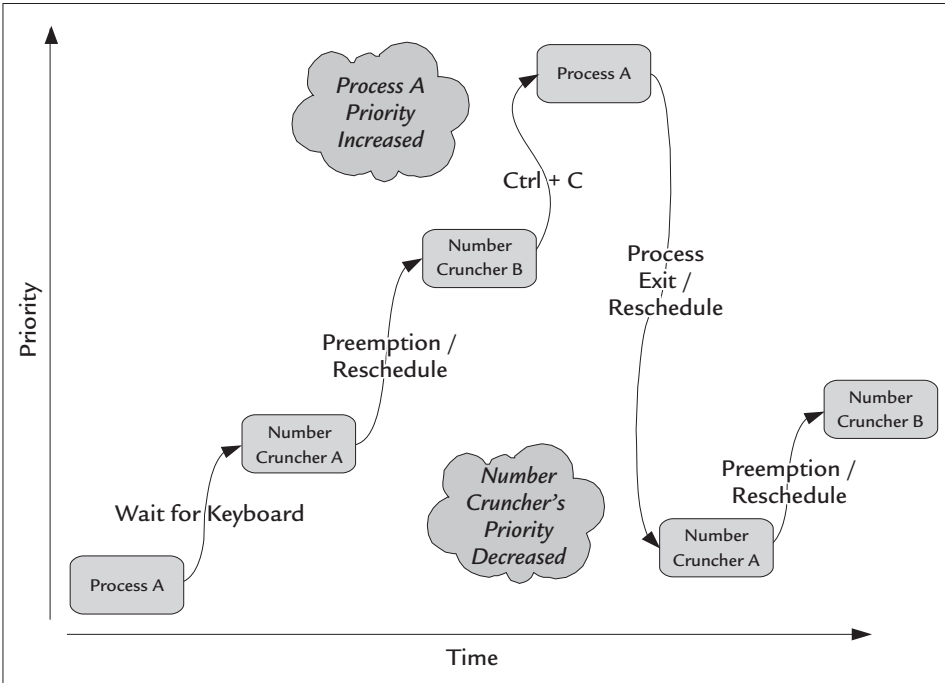 Process A
Priority
Increased
Process A
Ctrl + C
Number
Cruncher B
Process
Exit /
Reschedule
Priority
Preemption /
Reschedule
Number
Cruncher A
Number
Cruncher B
Number
Cruncher's
Priority
Decreased
Preemption /
Reschedule
Wait for Keyboard
Number
Cruncher A
Process A
Time